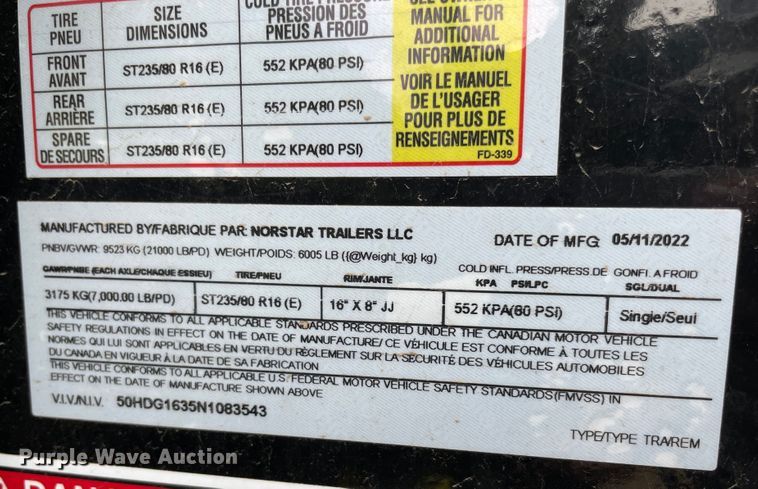 TIRE PNEU
SIZE DIMENSIONS
COLD TIRE PRESSURE PRESSION DES PNEUS A FROID
SEE OWNERS MANUAL FOR ADDITIONAL INFORMATION
VOIR LE MANUEL DE L'USAGER POUR PLUS DE RENSEIGNEMENTS
FD-339
FRONT AVANT ST235/80 R16 (E) 552 KPA(80 PSI)
REAR ARRIÈRE ST235/80 R16 (E) 552 KPA(80 PSI)
SPARE DE SECOURS ST235/80 R16 (E) 552 KPA(80 PSI)
MANUFACTURED BY/FABRIQUE PAR: NORSTAR TRAILERS LLC DATE OF MFG: 05/11/2022
PNBV/GVWR: 9523 KG (21000 LB/PD) WEIGHT/POIDS: 6005 LB ({@Weight_kg} kg)
COLD INFL. PRESS/PRESS.DE GONFL. A FROID
GAWR/PNBE (EACH AXLE/CHAQUE ESSIEU) TIRE/PNEU RIM/JANTE KPA PSI/LPC SGL/DUAL
3175 KG(7,000.00 LB/PD) ST235/80 R16 (E) 16" X 8" JJ 552 KPA(80 PSI) Single/Seul
THIS VEHICLE CONFORMS TO ALL APPLICABLE STANDARDS PRESCRIBED UNDER THE CANADIAN MOTOR VEHICLE
SAFETY REGULATIONS IN EFFECT ON THE DATE OF MANUFACTURE/ CE VÉHICULE EST CONFORME À TOUTES LES
NORMES QUI LUI SONT APPLICABLES EN VERTU DU RÈGLEMENT SUR LA SÉCURITÉ DES VÉHICULES AUTOMOBILES
DU CANADA EN VIGUEUR À LA DATE DE SA FABRICATION
THIS VEHICLE CONFORMS TO ALL APPLICABLE U.S. FEDERAL MOTOR VEHICLE SAFETY STANDARDS (FMVSS) IN
EFFECT ON THE DATE OF MANUFACTURE SHOWN ABOVE
V.I.V./N.I.V. 50HDG1635N1083543
TYPE/TYPE TRA/REM
Purple Wave Auction